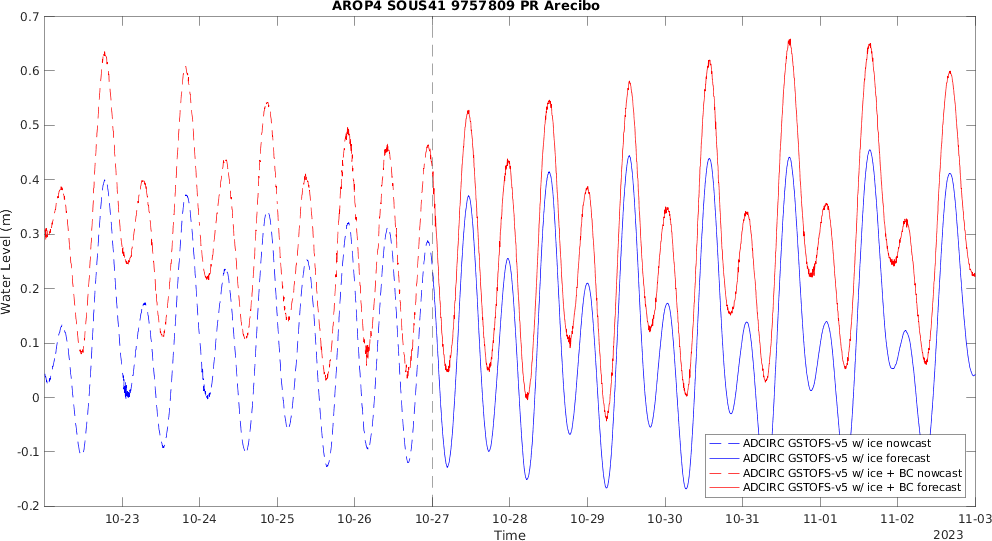 AROP4 SOUS41 9757809 PR Arecibo
0.7
0.6
0.5
0.4
0.3
0.2
0.1
0
-0.1
-0.2
Water Level (m)
10-23 10-24 10-25 10-26 10-27 10-28 10-29 10-30 10-31 11-01 11-02 11-03
Time
2023
ADCIRC GSTOFS-v5 w/ ice nowcast
ADCIRC GSTOFS-v5 w/ ice forecast
ADCIRC GSTOFS-v5 w/ ice + BC nowcast
ADCIRC GSTOFS-v5 w/ ice + BC forecast